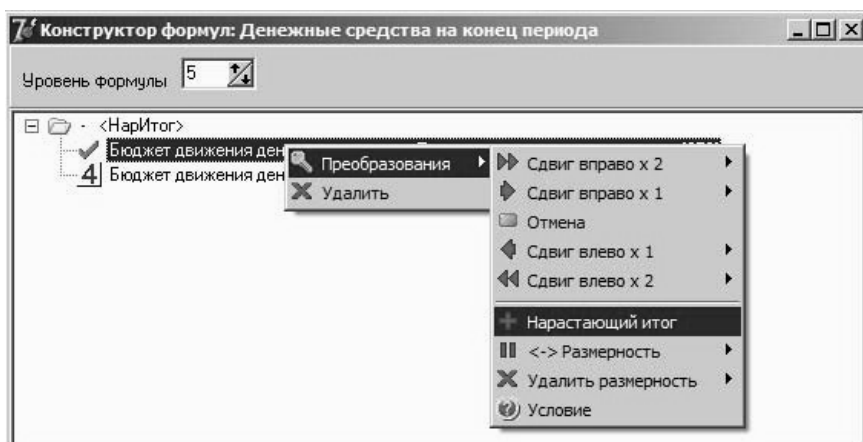 Конструктор формул: Денежные средства на конец периода
Уровень формулы 5
- <НарИтог>
Бюджет движения ден
4 Бюджет движения ден
Преобразования
Удалить
Сдвиг вправо x 2
Сдвиг вправо x 1
Отмена
Сдвиг влево x 1
Сдвиг влево x 2
Нарастающий итог
<-> Размерность
Удалить размерность
Условие